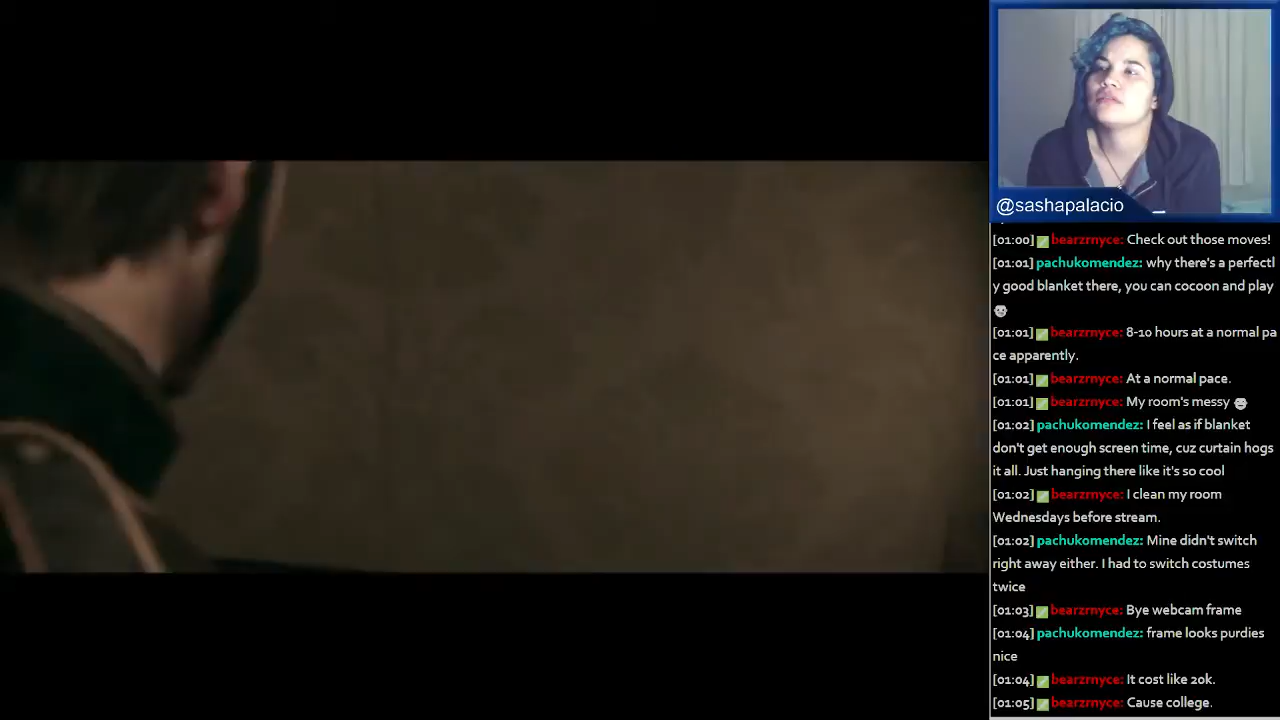 @sashapalacio
[01:00] bearzrnyce: Check out those moves!
[01:01] pachukomendez: why there's a perfectl
y good blanket there, you can cocoon and play
[01:01] bearzrnyce: 8-10 hours at a normal pa
ce apparently.
[01:01] bearzrnyce: At a normal pace.
[01:01] bearzrnyce: My room's messy
[01:02] pachukomendez: I feel as if blanket
don't get enough screen time, cuz curtain hogs
it all. Just hanging there like it's so cool
[01:02] bearzrnyce: I clean my room
Wednesdays before stream.
[01:02] pachukomendez: Mine didn't switch
right away either. I had to switch costumes
twice
[01:03] bearzrnyce: Bye webcam frame
[01:04] pachukomendez: frame looks purdies
nice
[01:04] bearzrnyce: It cost like 20k.
[01:05] bearzrnyce: Cause college.